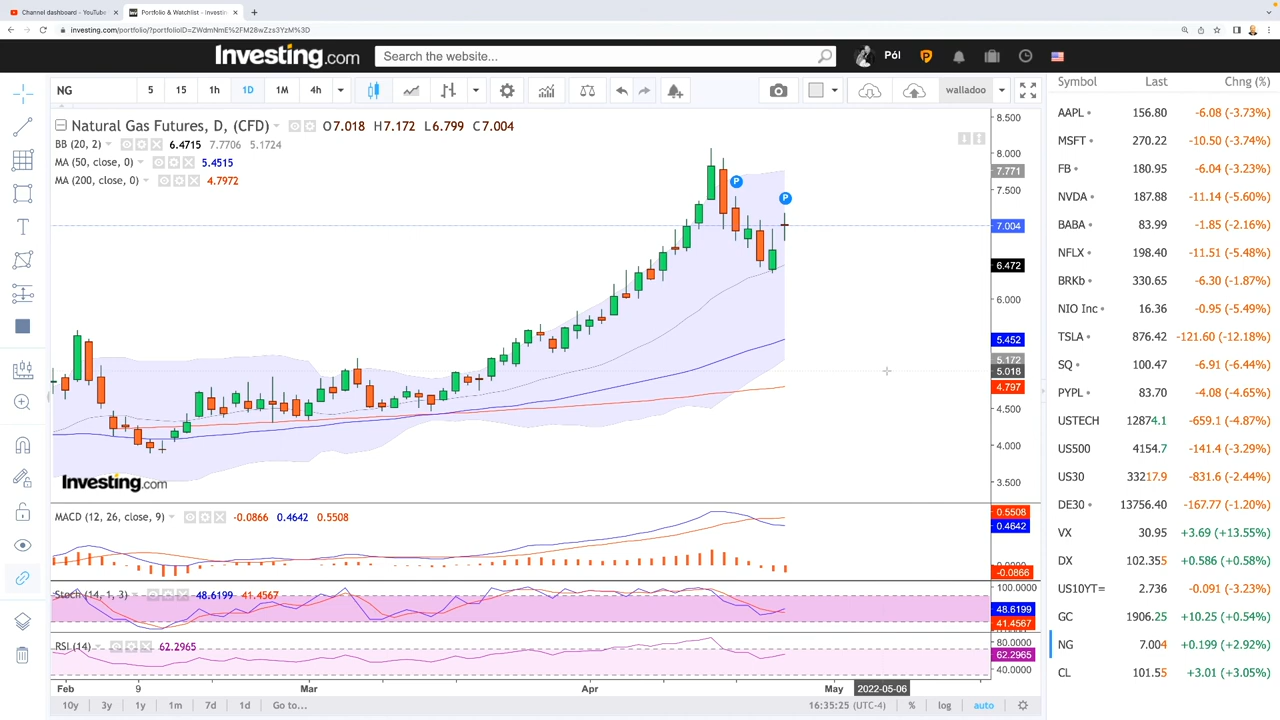 Channel dashboard - YouTube
Portfolio & Watchlist - Investin
investing.com/portfolio/?portfolioID=ZWdmNmE%2FM28wZzs3YzM%3D
Investing.com
Search the website...
Pól
NG
5 15 1h 1D 1M 4h
walladoo
Natural Gas Futures, D, (CFD) O7.018 H7.172 L6.799 C7.004
BB (20, 2) 6.4715 7.7706 5.1724
MA (50, close, 0) 5.4515
MA (200, close, 0) 4.7972
P
P
8.500
8.000
7.771
7.500
7.004
6.472
6.000
5.452
5.172
5.018
4.797
4.500
4.000
3.500
Investing.com
MACD (12, 26, close, 9) -0.0866 0.4642 0.5508
0.5508
0.4642
-0.0866
Stoch (14, 1, 3) 48.6199 41.4567
100.0000
48.6199
41.4567
RSI (14) 62.2965
80.0000
62.2965
40.0000
Feb 9 Mar Apr May 2022-05-06
10y 3y 1y 1m 7d 1d Go to... 16:35:25 (UTC-4) % log auto
Symbol Last Chng (%)
AAPL 156.80 -6.08 (-3.73%)
MSFT 270.22 -10.50 (-3.74%)
FB 180.95 -6.04 (-3.23%)
NVDA 187.88 -11.14 (-5.60%)
BABA 83.99 -1.85 (-2.16%)
NFLX 198.40 -11.51 (-5.48%)
BRKb 330.65 -6.30 (-1.87%)
NIO Inc 16.36 -0.95 (-5.49%)
TSLA 876.42 -121.60 (-12.18%)
SQ 100.47 -6.91 (-6.44%)
PYPL 83.70 -4.08 (-4.65%)
USTECH 12874.1 -659.1 (-4.87%)
US500 4154.7 -141.4 (-3.29%)
US30 33217.9 -831.6 (-2.44%)
DE30 13756.40 -167.77 (-1.20%)
VX 30.95 +3.69 (+13.55%)
DX 102.355 +0.586 (+0.58%)
US10YT= 2.736 -0.091 (-3.23%)
GC 1906.25 +10.25 (+0.54%)
NG 7.004 +0.199 (+2.92%)
CL 101.55 +3.01 (+3.05%)